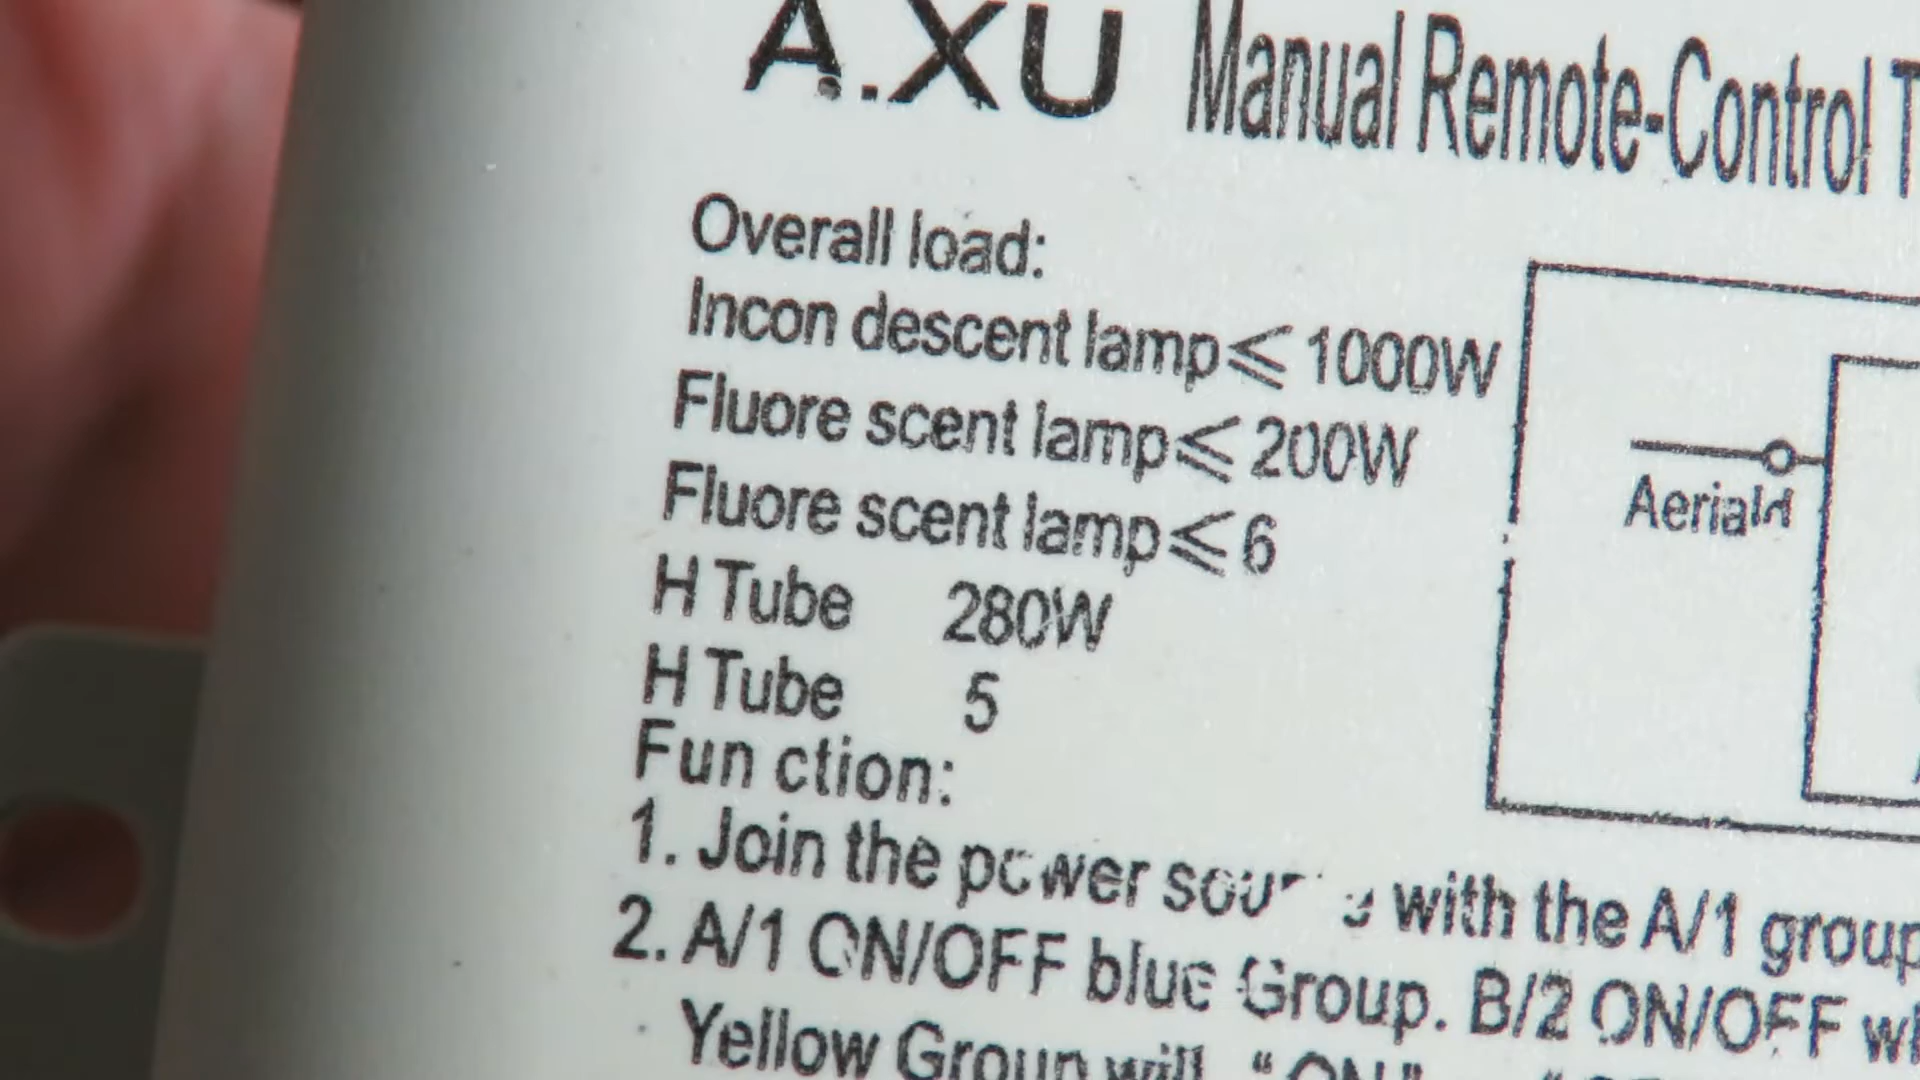 A.XU Manual Remote-Control T
Overall load:
Incon descent lamp≤ 1000W
Fluore scent lamp≤ 200W
Fluore scent lamp≤6
H Tube 280W
H Tube 5
Fun ction:
Aerial
1. Join the power with the A/1 group
2. A/1 ON/OFF blue Group. B/2 ON/OFF
Yellow Group will "ON"